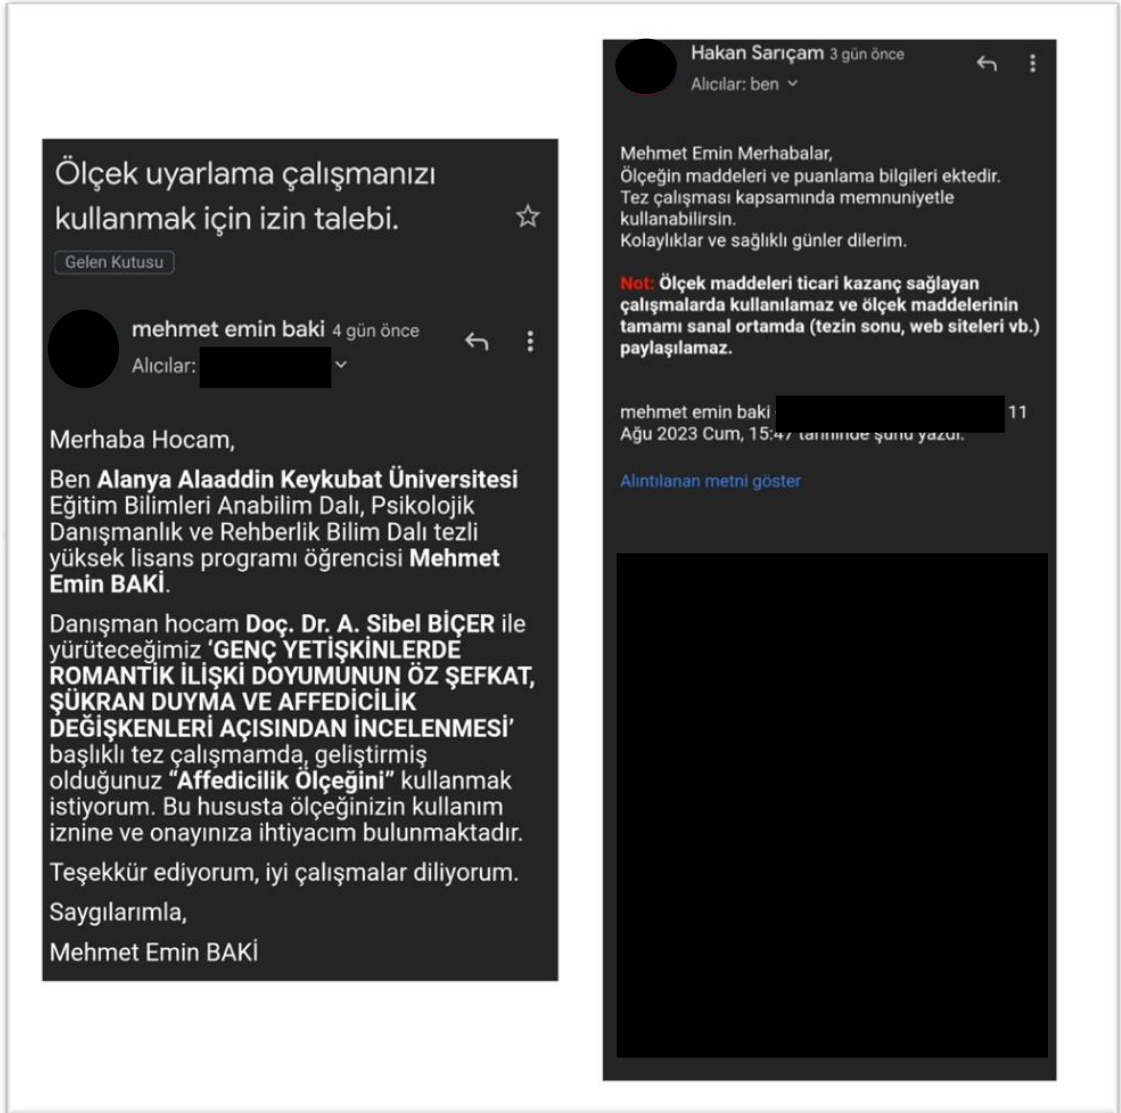 Ölçek uyarlama çalışmanızı
kullanmak için izin talebi.
Gelen Kutusu
mehmet emin baki 4 gün önce
Alıcılar:
Merhaba Hocam,
Ben Alanya Alaaddin Keykubat Üniversitesi
Eğitim Bilimleri Anabilim Dalı, Psikolojik
Danışmanlık ve Rehberlik Bilim Dalı tezli
yüksek lisans programı öğrencisi Mehmet
Emin BAKİ.
Danışman hocam Doç. Dr. A. Sibel BİÇER ile
yürüteceğimiz ‘GENÇ YETİŞKİNLERDE
ROMANTİK İLİŞKİ DOYUMUNUN ÖZ ŞEFKAT,
ŞÜKRAN DUYMA VE AFFEDİCİLİK
DEĞİŞKENLERİ AÇISINDAN İNCELENMESİ’
başlıklı tez çalışmamda, geliştirmiş
olduğunuz “Affedicilik Ölçeğini” kullanmak
istiyorum. Bu hususta ölçeğinizin kullanım
iznine ve onayınıza ihtiyacım bulunmaktadır.
Teşekkür ediyorum, iyi çalışmalar diliyorum.
Saygılarımla,
Mehmet Emin BAKİ
Hakan Sarıçam 3 gün önce
Alıcılar: ben
Mehmet Emin Merhabalar,
Ölçeğin maddeleri ve puanlama bilgileri ektedir.
Tez çalışması kapsamında memnuniyetle
kullanabilirsin.
Kolaylıklar ve sağlıklı günler dilerim.
Not: Ölçek maddeleri ticari kazanç sağlayan
çalışmalarda kullanılamaz ve ölçek maddelerinin
tamamı sanal ortamda (tezin sonu, web siteleri vb.)
paylaşılamaz.
mehmet emin baki 11
Ağu 2023 Cum, 15:47 tarihinde şunu yazdı:
Alıntılanan metni göster